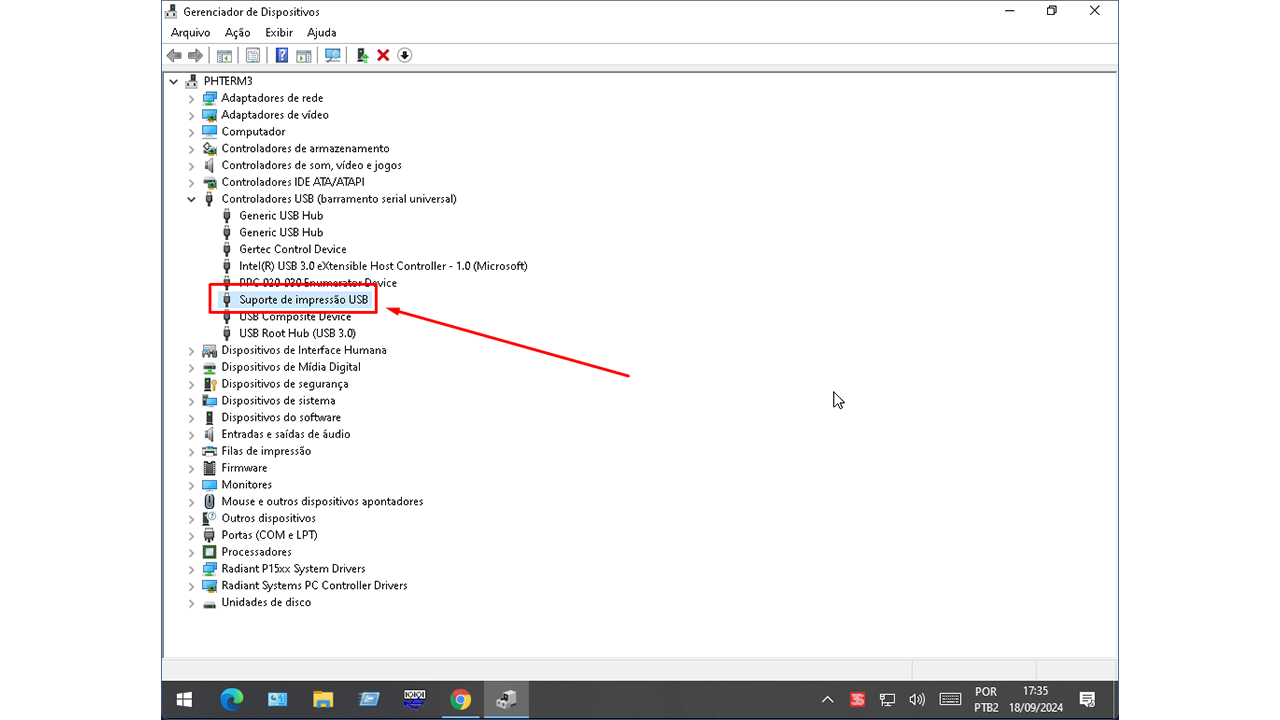 Gerenciador de Dispositivos
Arquivo Ação Exibir Ajuda
PHTERM3
Adaptadores de rede
Adaptadores de vídeo
Computador
Controladores de armazenamento
Controladores de som, vídeo e jogos
Controladores IDE ATA/ATAPI
Controladores USB (barramento serial universal)
Generic USB Hub
Generic USB Hub
Gertec Control Device
Intel(R) USB 3.0 eXtensible Host Controller - 1.0 (Microsoft)
PPC-930-930 Enumerator Device
Suporte de impressão USB
USB Composite Device
USB Root Hub (USB 3.0)
Dispositivos de Interface Humana
Dispositivos de Mídia Digital
Dispositivos de segurança
Dispositivos de sistema
Dispositivos do software
Entradas e saídas de áudio
Filas de impressão
Firmware
Monitores
Mouse e outros dispositivos apontadores
Outros dispositivos
Portas (COM e LPT)
Processadores
Radiant P15xx System Drivers
Radiant Systems PC Controller Drivers
Unidades de disco
POR 17:35
PTB2 18/09/2024